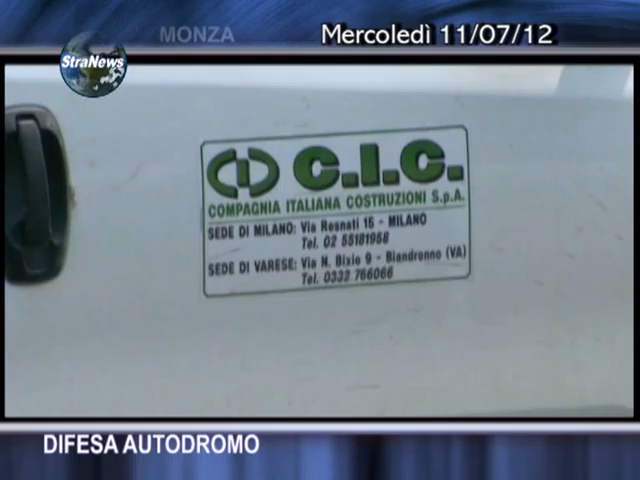 MONZA
Mercoledì 11/07/12
StraNews
C.I.C.
COMPAGNIA ITALIANA COSTRUZIONI S.p.A.
SEDE DI MILANO: Via Rosnati 15 - MILANO
Tel. 02 55181958
SEDE DI VARESE: Via N. Bixio 9 - Biandronno (VA)
Tel. 0332 766066
DIFESA AUTODROMO